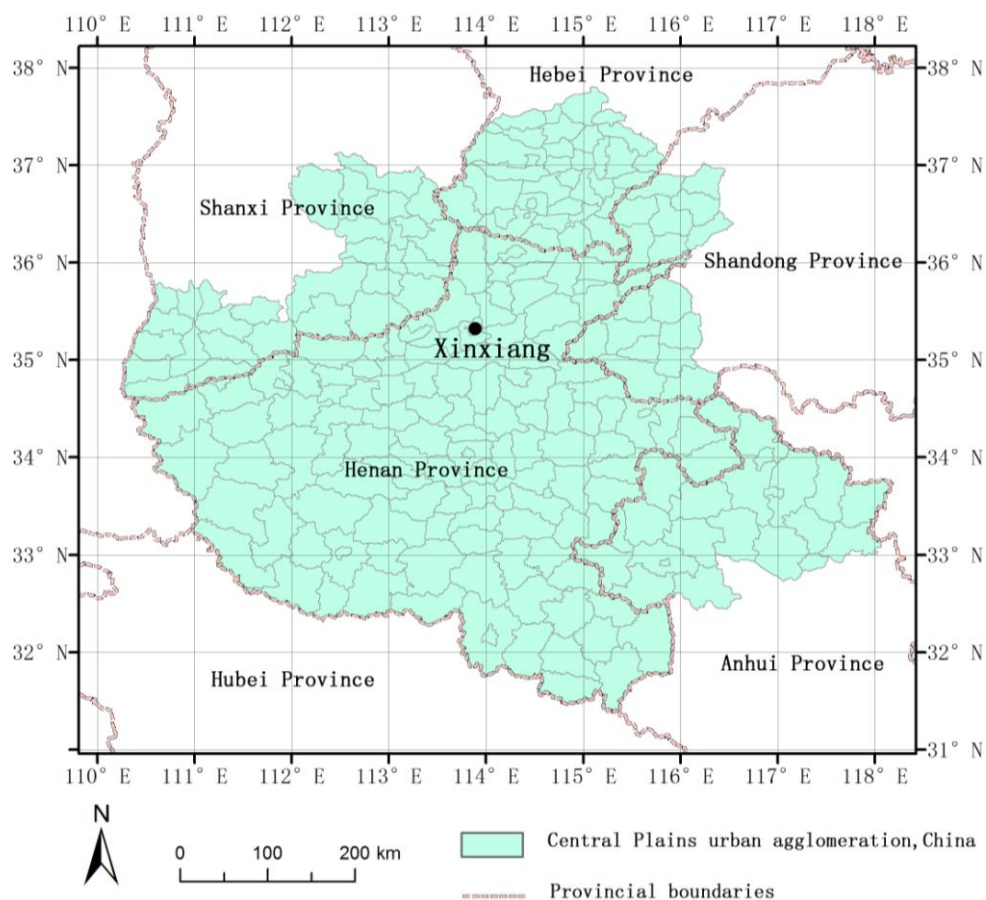 110° E 111° E 112° E 113° E 114° E 115° E 116° E 117° E 118° E
38° N 38° N
Hebei Province
37° N 37° N
Shanxi Province
36° N 36° N
Shandong Province
Xinxiang
35° N 35° N
34° N 34° N
Henan Province
33° N 33° N
32° N 32° N
Anhui Province
Hubei Province
31° N
110° E 111° E 112° E 113° E 114° E 115° E 116° E 117° E 118° E
N
0 100 200 km
Central Plains urban agglomeration,China
Provincial boundaries